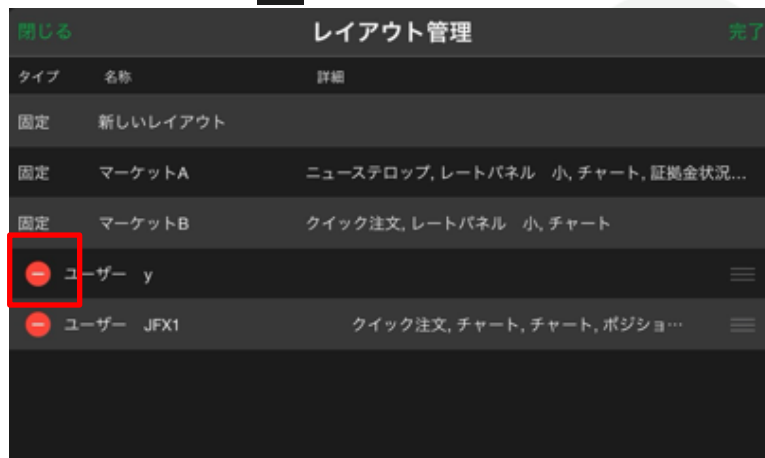 閉じる レイアウト管理 完了
タイプ 名称 詳細
固定 新しいレイアウト
固定 マーケットA ニューステロップ, レートパネル 小, チャート, 証拠金状況...
固定 マーケットB クイック注文, レートパネル 小, チャート
ユーザー y
ユーザー JFX1 クイック注文, チャート, チャート, ポジショ…